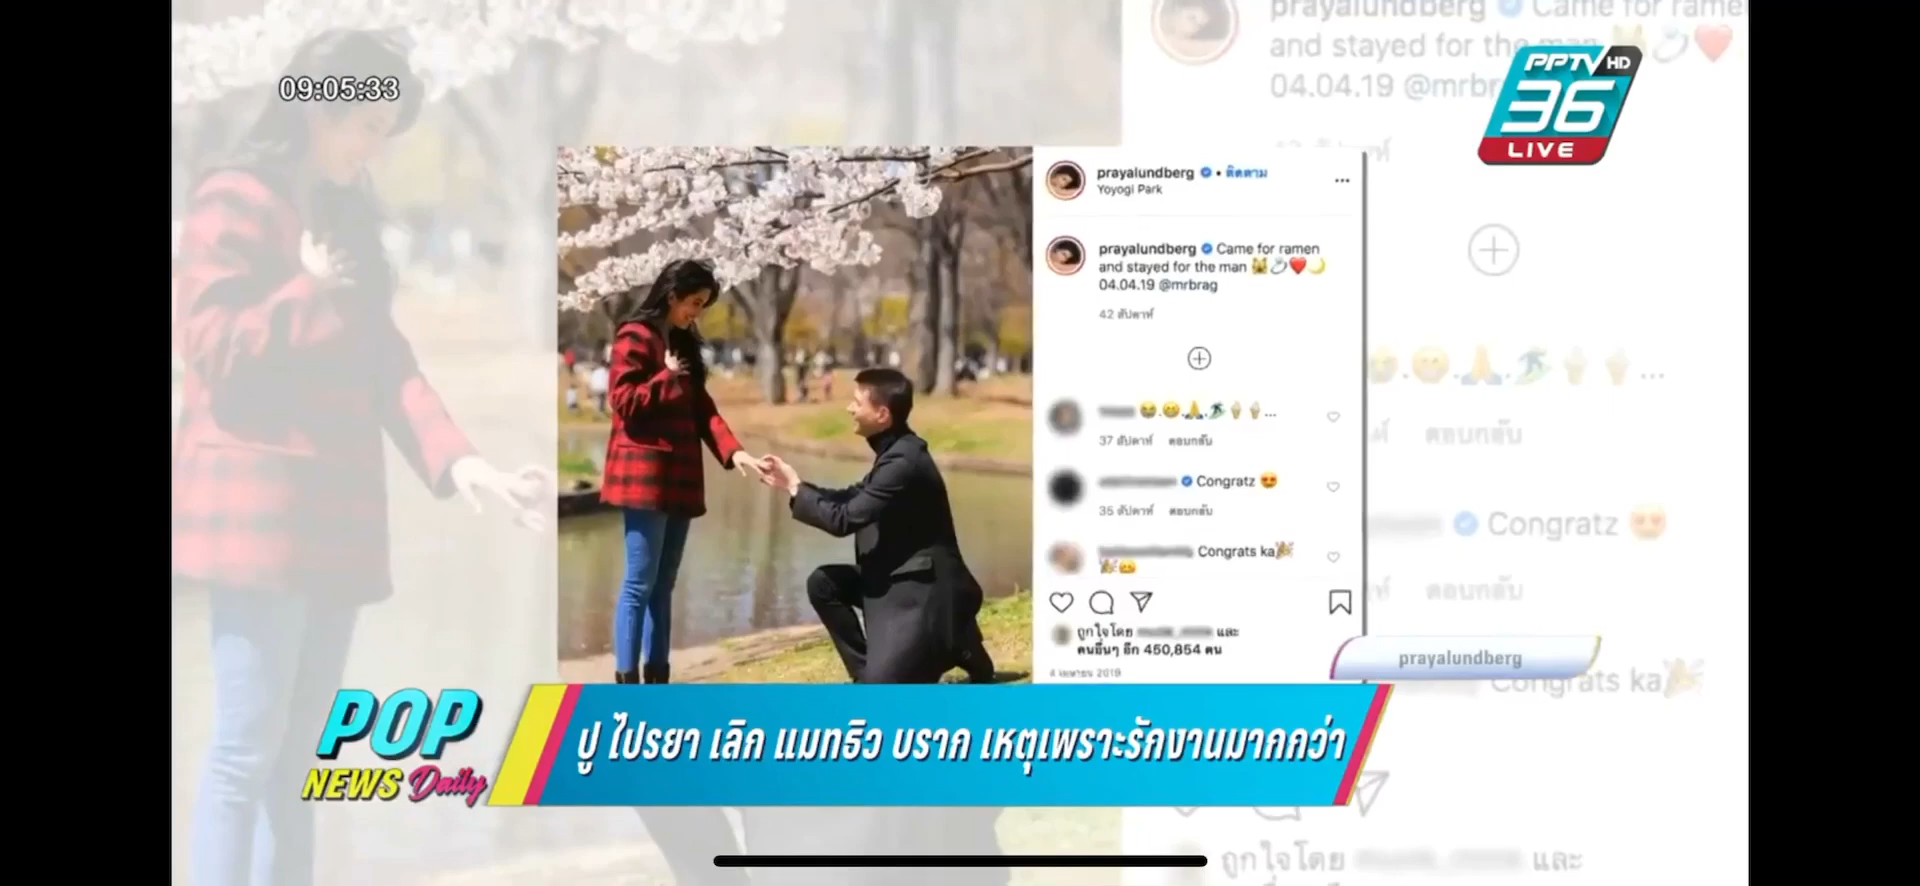 prayalundberg Came for rame
and stayed for the man
04.04.19 @mrbr
09:05:33
PPTV HD
36
LIVE
prayalundberg • ติดตาม
Yoyogi Park
prayalundberg Came for ramen
and stayed for the man 😹💍❤️🌙
04.04.19 @mrbrag
42 สัปดาห์
😭.😁.🙏.🏄.🍦🍦...
37 สัปดาห์ ตอบกลับ
ตอบกลับ
Congratz 😍
35 สัปดาห์ ตอบกลับ
Congratz 😍
ตอบกลับ
Congrats ka🎉
🎉😄
ถูกใจโดย และ
คนอื่นๆ อีก 450,854 คน
4 เมษายน 2019
prayalundberg
Congrats ka🎉
POP
NEWS Daily
ปู ไปรยา เลิก แมทธิว บราก เหตุเพราะรักงานมากกว่า
ถูกใจโดย และ